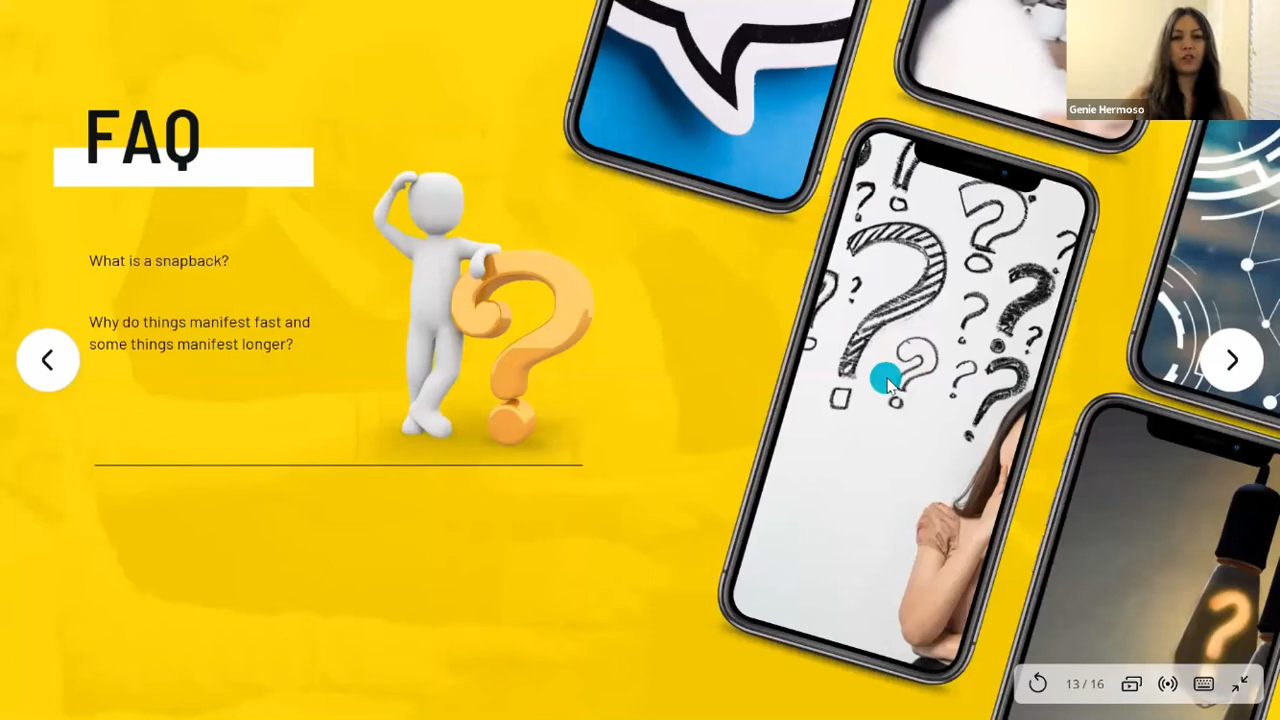 FAQ
What is a snapback?
Why do things manifest fast and
some things manifest longer?
Genie Hermoso
13 / 16